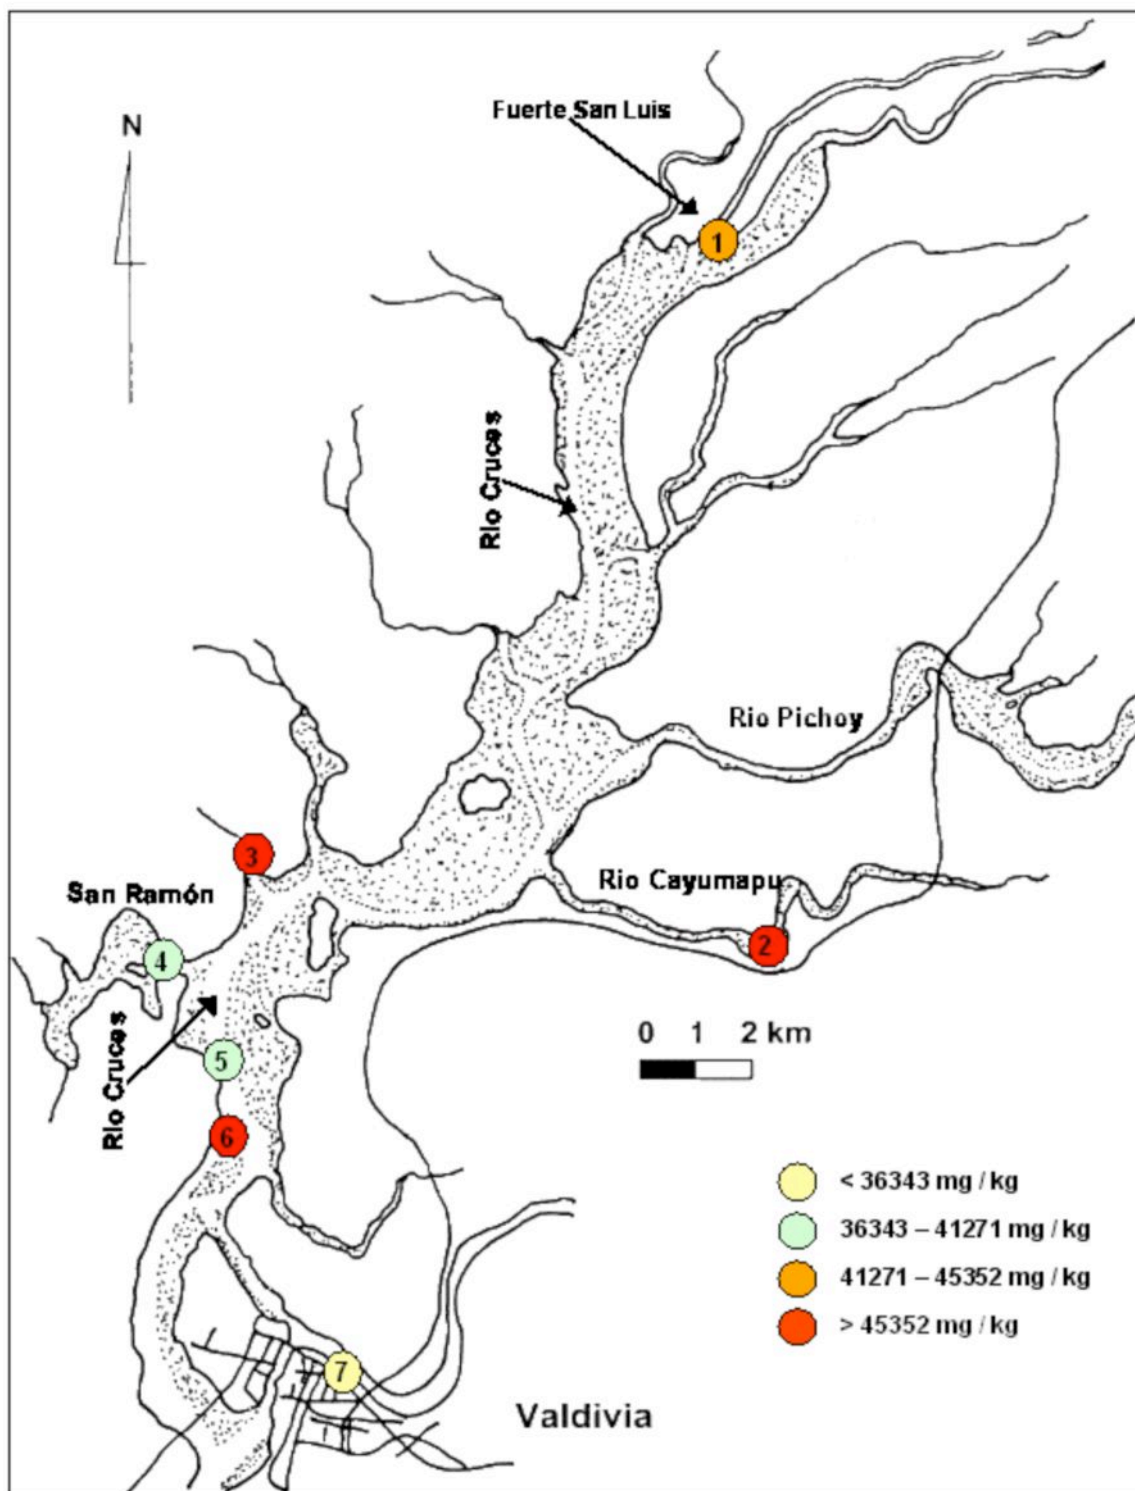 N
Fuerte San Luis
1
Rio Cruces
Rio Pichoy
3
San Ramón
Rio Cayumapu
2
4
0 1 2 km
5
Rio Cruces
6
< 36343 mg / kg
36343 – 41271 mg / kg
41271 – 45352 mg / kg
> 45352 mg / kg
7
Valdivia